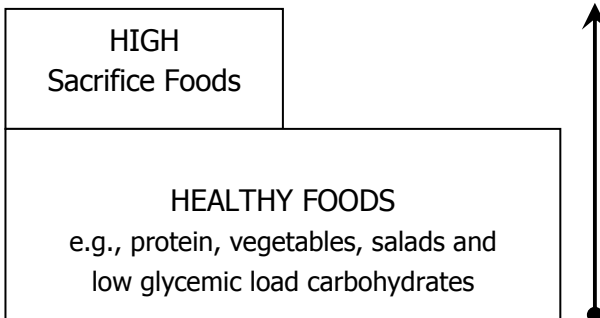 HIGH
Sacrifice Foods
HEALTHY FOODS
e.g., protein, vegetables, salads and
low glycemic load carbohydrates